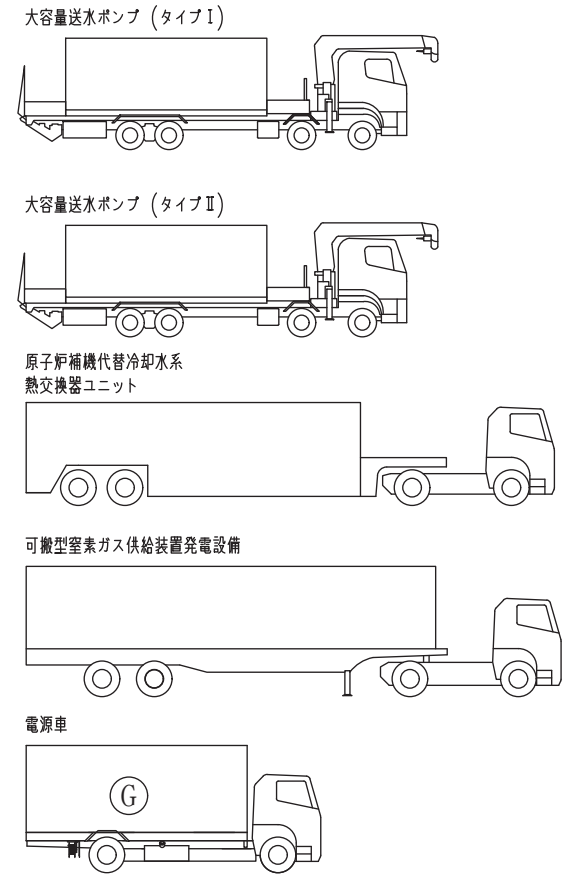 大容量送水ポンプ(タイプⅠ)
大容量送水ポンプ(タイプⅡ)
原子炉補機代替冷却水系
熱交換器ユニット
可搬型窒素ガス供給装置発電設備
電源車
G